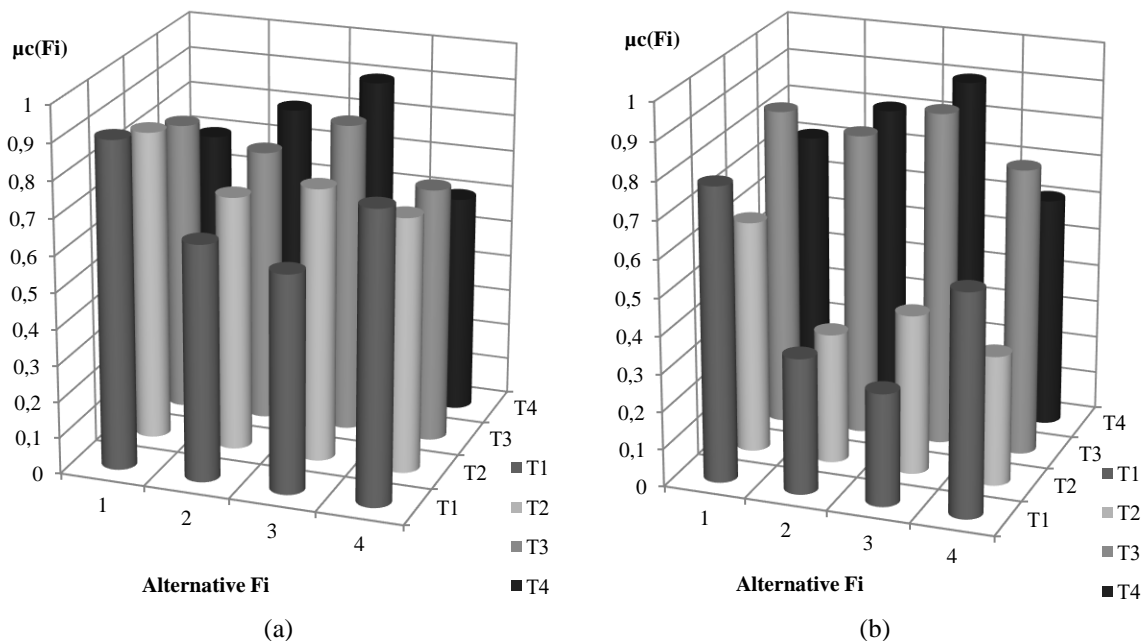 µc(Fi)
1
0,9
0,8
0,7
0,6
0,5
0,4
0,3
0,2
0,1
0
1
2
3
4
T1
T2
T3
T4
T1
T2
T3
T4
Alternative Fi
(a)
µc(Fi)
1
0,9
0,8
0,7
0,6
0,5
0,4
0,3
0,2
0,1
0
1
2
3
4
T1
T2
T3
T4
T1
T2
T3
T4
Alternative Fi
(b)